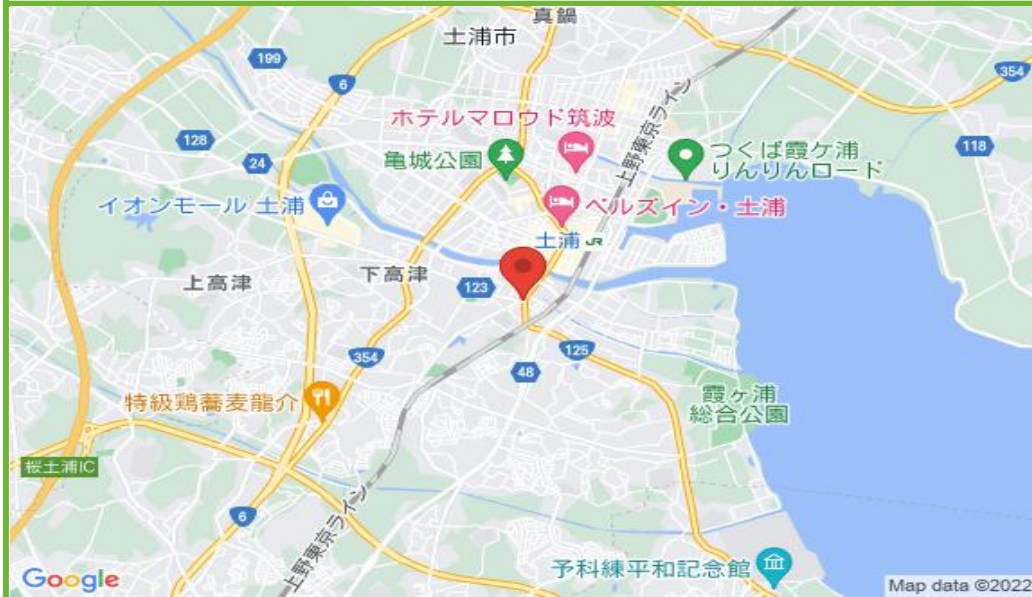 真鍋
土浦市
199
6
354
ホテルマロウド筑波
128
亀城公園
つくば霞ケ浦
りんりんロード
118
24
上野東京ライン
イオンモール 土浦
ベルズイン・土浦
土浦 JR
上高津
下高津
123
354
125
48
特級鶏蕎麦龍介
霞ヶ浦
総合公園
桜土浦IC
6
上野東京ライン
予科練平和記念館
Google
Map data ©2022